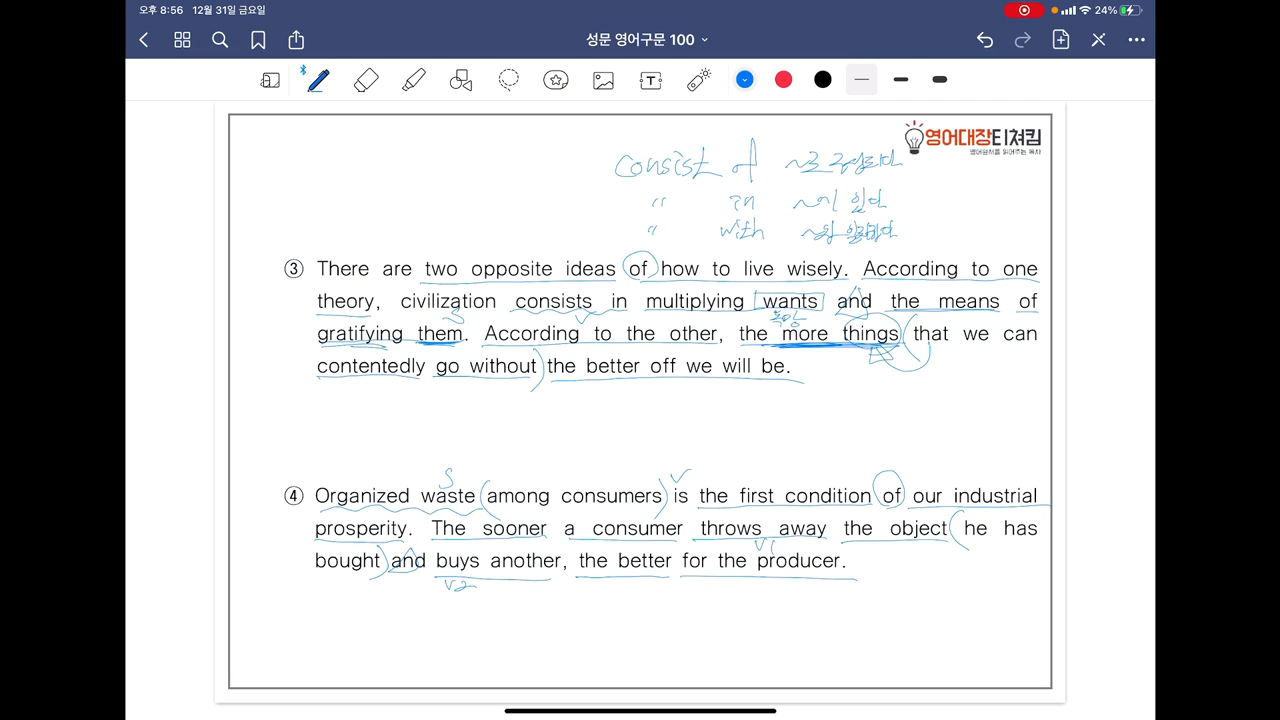 오후 8:56 12월 31일 금요일 24%
성문 영어구문 100
영어대장티쳐킴
consist of ~로 구성되다
〃 in ~에 있다
〃 with ~와 일치하다
③ There are two opposite ideas of how to live wisely. According to one
theory, civilization consists in multiplying wants and the means of
S V 욕망
gratifying them. According to the other, the more things that we can
contentedly go without the better off we will be.
S V
④ Organized waste among consumers is the first condition of our industrial
prosperity. The sooner a consumer throws away the object he has
V1
bought and buys another, the better for the producer.
V2